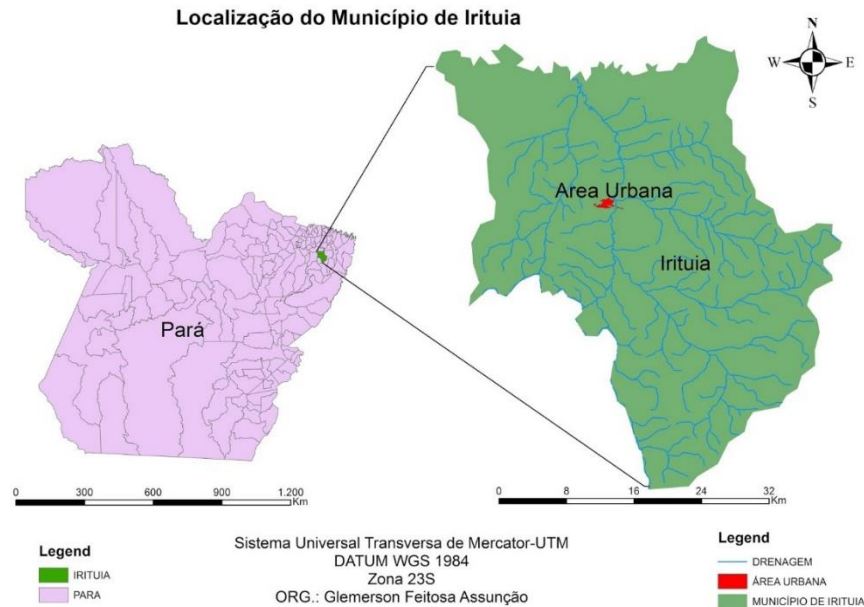 Localização do Município de Irituia
N
W
E
S
Area Urbana
Irituia
Pará
0
300
600
900
1.200
Km
0
8
16
24
32
Km
Legend
IRITUIA
PARA
Sistema Universal Transversa de Mercator-UTM
DATUM WGS 1984
Zona 23S
ORG.: Glemerson Feitosa Assunção
Legend
DRENAGEM
ÁREA URBANA
MUNICÍPIO DE IRITUIA